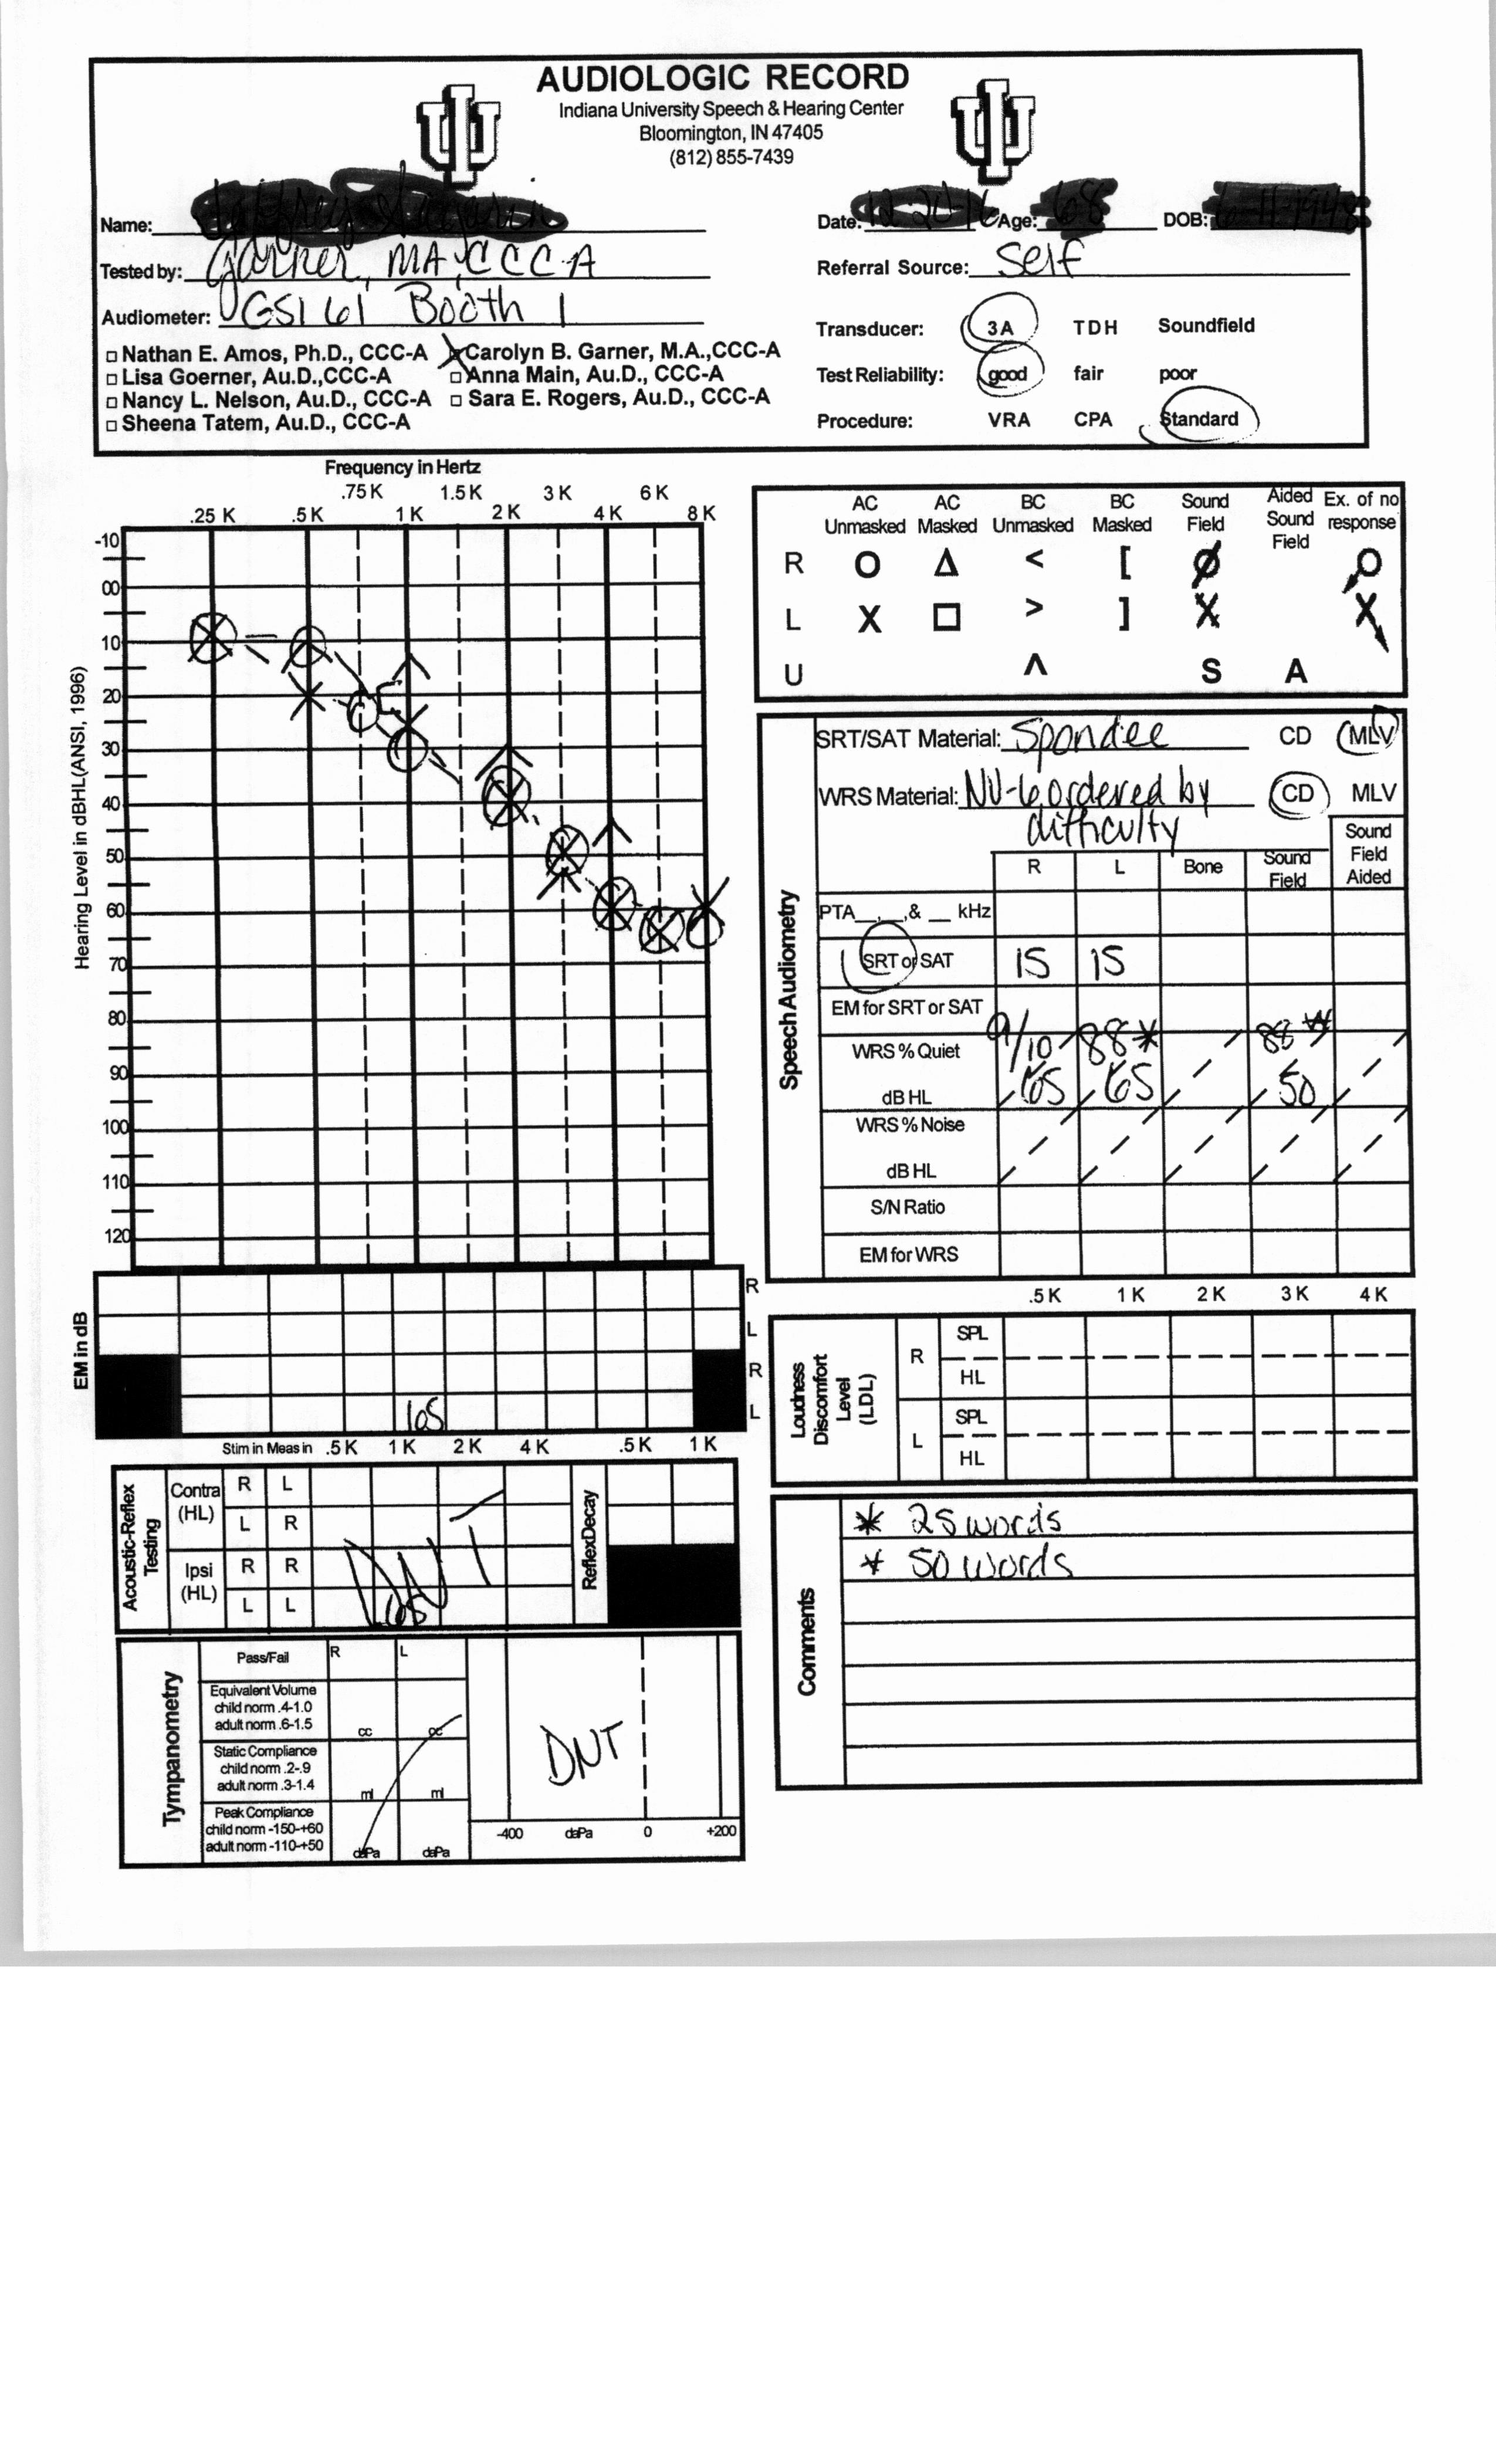 AUDIOLOGIC RECORD
Indiana University Speech & Hearing Center
Bloomington, IN 47405
(812) 855-7439
Name:
Date: Age: DOB:
Tested by: Garner, MA, CCC-A
Referral Source: Self
Audiometer: GSI 61 Booth 1
Transducer: 3A TDH Soundfield
□ Nathan E. Amos, Ph.D., CCC-A Carolyn B. Garner, M.A.,CCC-A
□ Lisa Goerner, Au.D.,CCC-A □ Anna Main, Au.D., CCC-A
Test Reliability: good fair poor
□ Nancy L. Nelson, Au.D., CCC-A □ Sara E. Rogers, Au.D., CCC-A
□ Sheena Tatem, Au.D., CCC-A
Procedure: VRA CPA Standard
Frequency in Hertz
.75 K 1.5 K 3 K 6 K
.25 K .5 K 1 K 2 K 4 K 8 K
Hearing Level in dBHL (ANSI, 1996)
-10
00
10
20
30
40
50
60
70
80
90
100
110
120
EM in dB
R
L
R
L
AC Unmasked AC Masked BC Unmasked BC Masked Sound Field Aided Sound Field Ex. of no response
R O Δ < [ Ø
L X □ > ] X X
U Λ S A
Speech Audiometry
SRT/SAT Material: Spondee CD MLV
WRS Material: NU-6 ordered by difficulty CD MLV
R L Bone Sound Field Sound Field Aided
PTA__,__,& __ kHz
SRT or SAT 15 15
EM for SRT or SAT
WRS % Quiet 9/10 88* 88*
dB HL 65 65 50
WRS % Noise
dB HL
S/N Ratio
EM for WRS
.5 K 1 K 2 K 3 K 4 K
Loudness Discomfort Level (LDL)
R SPL
HL
L SPL
HL
Stim in Meas in .5 K 1 K 2 K 4 K .5 K 1 K
Acoustic-Reflex Testing
Contra (HL) R L
L R
Ipsi (HL) R R
L L
DNT
Reflex Decay
Tympanometry
Pass/Fail R L
Equivalent Volume
child norm .4-1.0
adult norm .6-1.5 cc cc
Static Compliance
child norm .2-.9
adult norm .3-1.4 ml ml
Peak Compliance
child norm -150-+60
adult norm -110-+50 daPa daPa
DNT
-400 daPa 0 +200
Comments
* 25 words
* 50 words